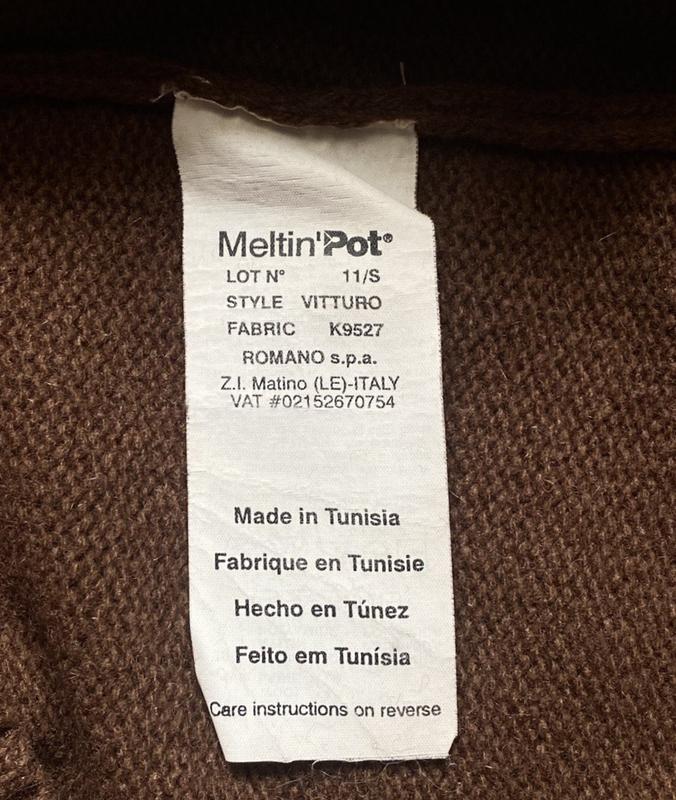 Meltin'Pot®
LOT N° 11/S
STYLE VITTURO
FABRIC K9527
ROMANO s.p.a.
Z.I. Matino (LE)-ITALY
VAT #02152670754
Made in Tunisia
Fabrique en Tunisie
Hecho en Túnez
Feito em Tunísia
Care instructions on reverse